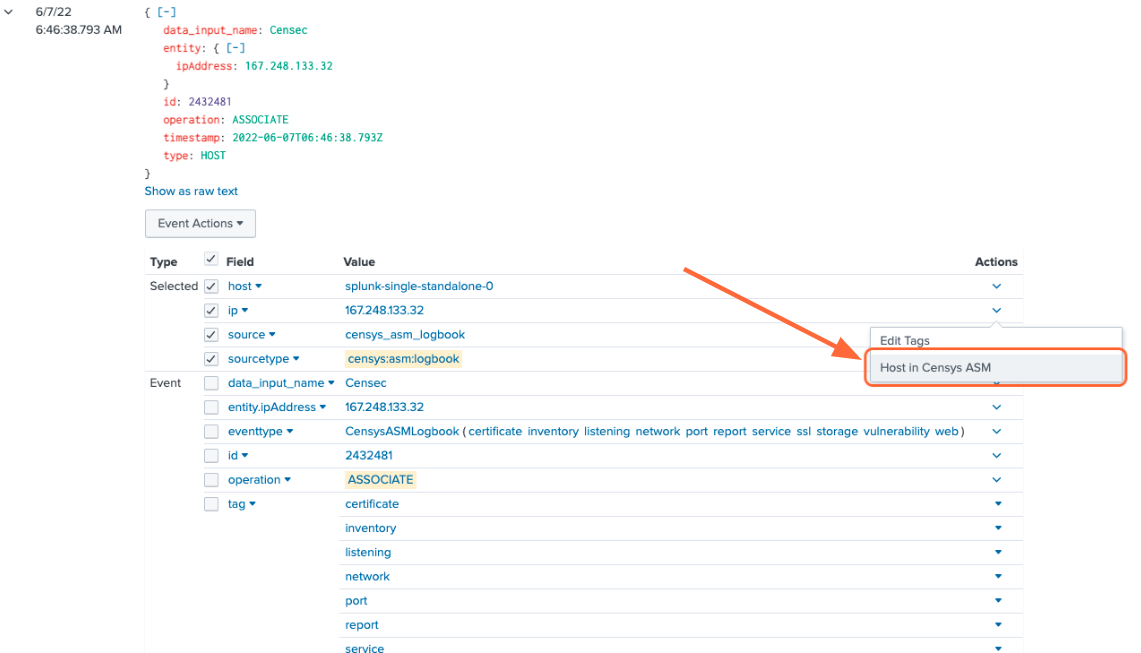 6/7/22
6:46:38.793 AM
{ [-]
data_input_name: Censec
entity: { [-]
ipAddress: 167.248.133.32
}
id: 2432481
operation: ASSOCIATE
timestamp: 2022-06-07T06:46:38.793Z
type: HOST
}
Show as raw text
Event Actions
Type Field Value Actions
Selected host splunk-single-standalone-0
ip 167.248.133.32
source censys_asm_logbook
Edit Tags
sourcetype censys:asm:logbook
Host in Censys ASM
Event data_input_name Censec
entity.ipAddress 167.248.133.32
eventtype CensysASMLogbook ( certificate inventory listening network port report service ssl storage vulnerability web )
id 2432481
operation ASSOCIATE
tag certificate
inventory
listening
network
port
report
service